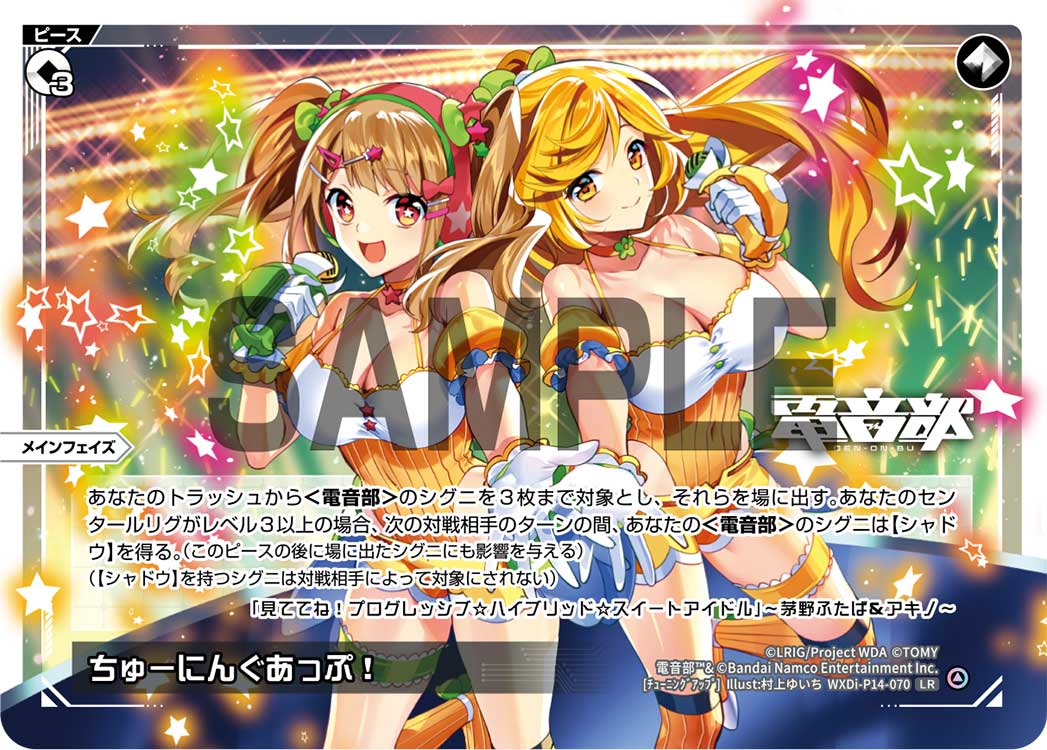 ピース
3
SAMPLE
電音部
DEN-ON-BU
メインフェイズ
あなたのトラッシュから<電音部>のシグニを3枚まで対象とし、それらを場に出す。あなたのセン
タールリグがレベル3以上の場合、次の対戦相手のターンの間、あなたの<電音部>のシグニは【シャド
ウ】を得る。(このピースの後に場に出たシグニにも影響を与える)
(【シャドウ】を持つシグニは対戦相手によって対象にされない)
「見ててね!プログレッシブ☆ハイブリッド☆スイートアイドル」~茅野ふたば&アキノ~
ちゅーにんぐあっぷ!
©LRIG/Project WDA ©TOMY
電音部™& ©Bandai Namco Entertainment Inc.
[チューニングアップ] Illust:村上ゆいち WXDi-P14-070 LR